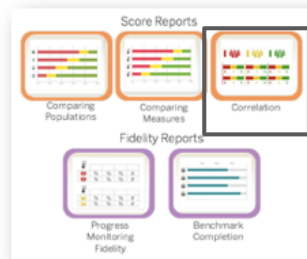 Score Reports
Comparing Populations
Comparing Measures
Correlation
Fidelity Reports
Progress Monitoring Fidelity
Benchmark Completion